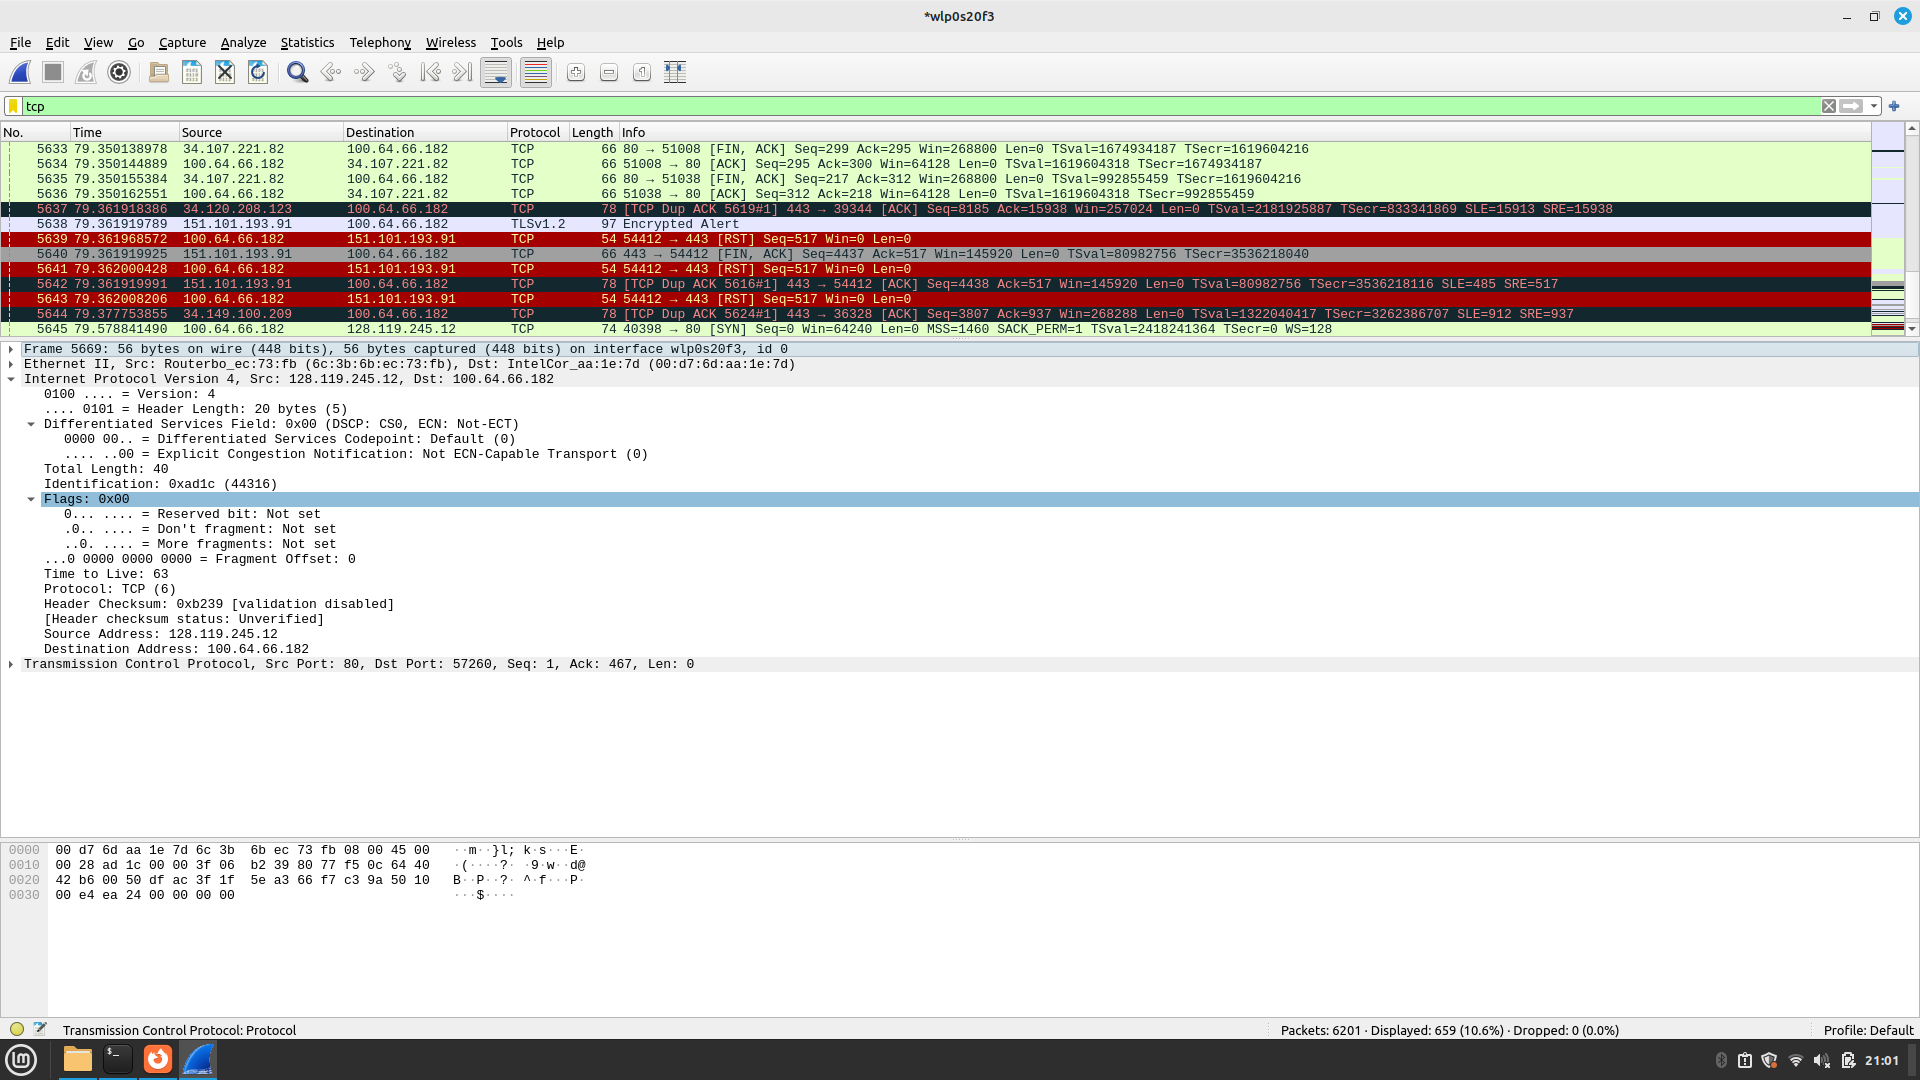 *wlp0s20f3
File Edit View Go Capture Analyze Statistics Telephony Wireless Tools Help
tcp
No. Time Source Destination Protocol Length Info
5633 79.350138978 34.107.221.82 100.64.66.182 TCP 66 80 → 51008 [FIN, ACK] Seq=299 Ack=295 Win=268800 Len=0 TSval=1674934187 TSecr=1619604216
5634 79.350144889 100.64.66.182 34.107.221.82 TCP 66 51008 → 80 [ACK] Seq=295 Ack=300 Win=64128 Len=0 TSval=1619604318 TSecr=1674934187
5635 79.350155384 34.107.221.82 100.64.66.182 TCP 66 80 → 51038 [FIN, ACK] Seq=217 Ack=312 Win=268800 Len=0 TSval=992855459 TSecr=1619604216
5636 79.350162551 100.64.66.182 34.107.221.82 TCP 66 51038 → 80 [ACK] Seq=312 Ack=218 Win=64128 Len=0 TSval=1619604318 TSecr=992855459
5637 79.361918386 34.120.208.123 100.64.66.182 TCP 78 [TCP Dup ACK 5619#1] 443 → 39344 [ACK] Seq=8185 Ack=15938 Win=257024 Len=0 TSval=2181925887 TSecr=833341869 SLE=15913 SRE=15938
5638 79.361919789 151.101.193.91 100.64.66.182 TLSv1.2 97 Encrypted Alert
5639 79.361968572 100.64.66.182 151.101.193.91 TCP 54 54412 → 443 [RST] Seq=517 Win=0 Len=0
5640 79.361919925 151.101.193.91 100.64.66.182 TCP 66 443 → 54412 [FIN, ACK] Seq=4437 Ack=517 Win=145920 Len=0 TSval=80982756 TSecr=3536218040
5641 79.362000428 100.64.66.182 151.101.193.91 TCP 54 54412 → 443 [RST] Seq=517 Win=0 Len=0
5642 79.361919991 151.101.193.91 100.64.66.182 TCP 78 [TCP Dup ACK 5616#1] 443 → 54412 [ACK] Seq=4438 Ack=517 Win=145920 Len=0 TSval=80982756 TSecr=3536218116 SLE=485 SRE=517
5643 79.362008206 100.64.66.182 151.101.193.91 TCP 54 54412 → 443 [RST] Seq=517 Win=0 Len=0
5644 79.377753855 34.149.100.209 100.64.66.182 TCP 78 [TCP Dup ACK 5624#1] 443 → 36328 [ACK] Seq=3807 Ack=937 Win=268288 Len=0 TSval=1322040417 TSecr=3262386707 SLE=912 SRE=937
5645 79.578841490 100.64.66.182 128.119.245.12 TCP 74 40398 → 80 [SYN] Seq=0 Win=64240 Len=0 MSS=1460 SACK_PERM=1 TSval=2418241364 TSecr=0 WS=128
Frame 5669: 56 bytes on wire (448 bits), 56 bytes captured (448 bits) on interface wlp0s20f3, id 0
Ethernet II, Src: Routerbo_ec:73:fb (6c:3b:6b:ec:73:fb), Dst: IntelCor_aa:1e:7d (00:d7:6d:aa:1e:7d)
Internet Protocol Version 4, Src: 128.119.245.12, Dst: 100.64.66.182
0100 .... = Version: 4
.... 0101 = Header Length: 20 bytes (5)
Differentiated Services Field: 0x00 (DSCP: CS0, ECN: Not-ECT)
0000 00.. = Differentiated Services Codepoint: Default (0)
.... ..00 = Explicit Congestion Notification: Not ECN-Capable Transport (0)
Total Length: 40
Identification: 0xad1c (44316)
Flags: 0x00
0... .... = Reserved bit: Not set
.0.. .... = Don't fragment: Not set
..0. .... = More fragments: Not set
...0 0000 0000 0000 = Fragment Offset: 0
Time to Live: 63
Protocol: TCP (6)
Header Checksum: 0xb239 [validation disabled]
[Header checksum status: Unverified]
Source Address: 128.119.245.12
Destination Address: 100.64.66.182
Transmission Control Protocol, Src Port: 80, Dst Port: 57260, Seq: 1, Ack: 467, Len: 0
0000 00 d7 6d aa 1e 7d 6c 3b 6b ec 73 fb 08 00 45 00 ··m··}l; k·s···E·
0010 00 28 ad 1c 00 00 3f 06 b2 39 80 77 f5 0c 64 40 ·(····?· ·9·w··d@
0020 42 b6 00 50 df ac 3f 1f 5e a3 66 f7 c3 9a 50 10 B··P··?· ^·f···P·
0030 00 e4 ea 24 00 00 00 00 ···$····
Transmission Control Protocol: Protocol
Packets: 6201 · Displayed: 659 (10.6%) · Dropped: 0 (0.0%)
Profile: Default
21:01